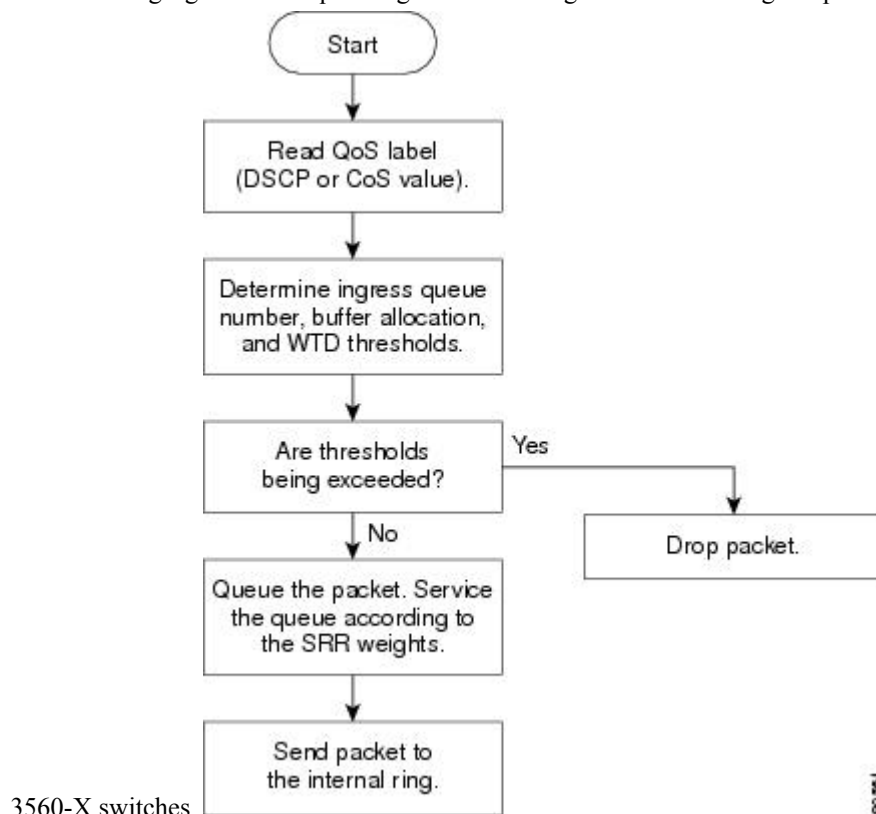 Start
Read QoS label
(DSCP or CoS value).
Determine ingress queue
number, buffer allocation,
and WTD thresholds.
Are thresholds
being exceeded?
Yes
No
Drop packet.
Queue the packet. Service
the queue according to
the SRR weights.
Send packet to
the internal ring.
3560-X switches